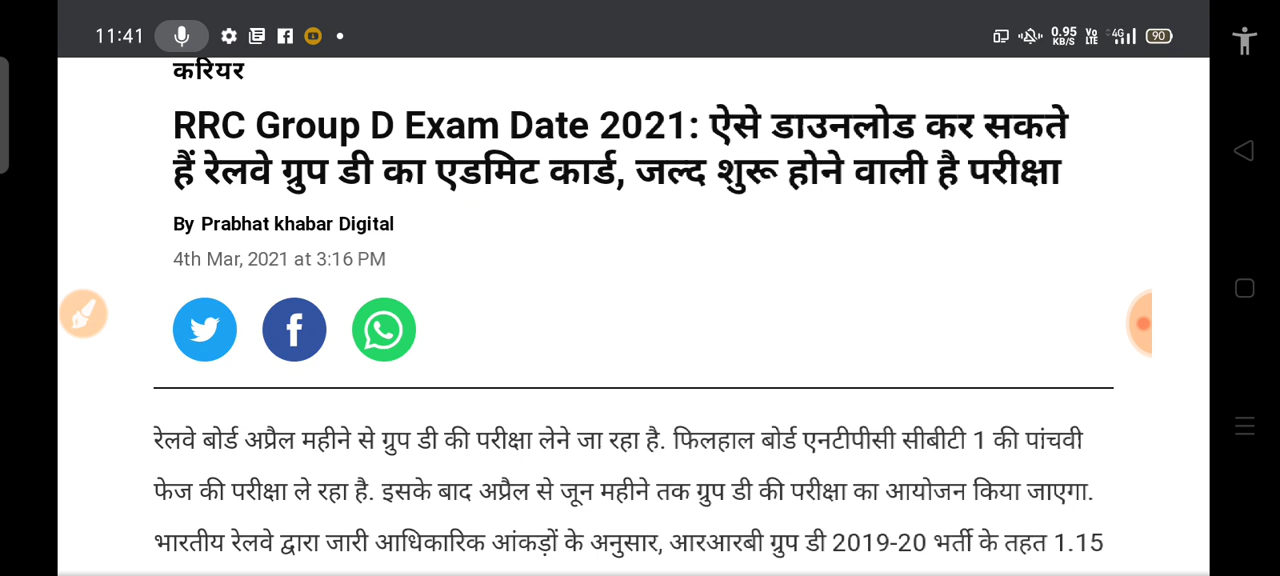 11:41
0.95
KB/S
Vo
LTE
4G
90
करियर
RRC Group D Exam Date 2021: ऐसे डाउनलोड कर सकते
हैं रेलवे ग्रुप डी का एडमिट कार्ड, जल्द शुरू होने वाली है परीक्षा
By Prabhat khabar Digital
4th Mar, 2021 at 3:16 PM
रेलवे बोर्ड अप्रैल महीने से ग्रुप डी की परीक्षा लेने जा रहा है. फिलहाल बोर्ड एनटीपीसी सीबीटी 1 की पांचवी
फेज की परीक्षा ले रहा है. इसके बाद अप्रैल से जून महीने तक ग्रुप डी की परीक्षा का आयोजन किया जाएगा.
भारतीय रेलवे द्वारा जारी आधिकारिक आंकड़ों के अनुसार, आरआरबी ग्रुप डी 2019-20 भर्ती के तहत 1.15